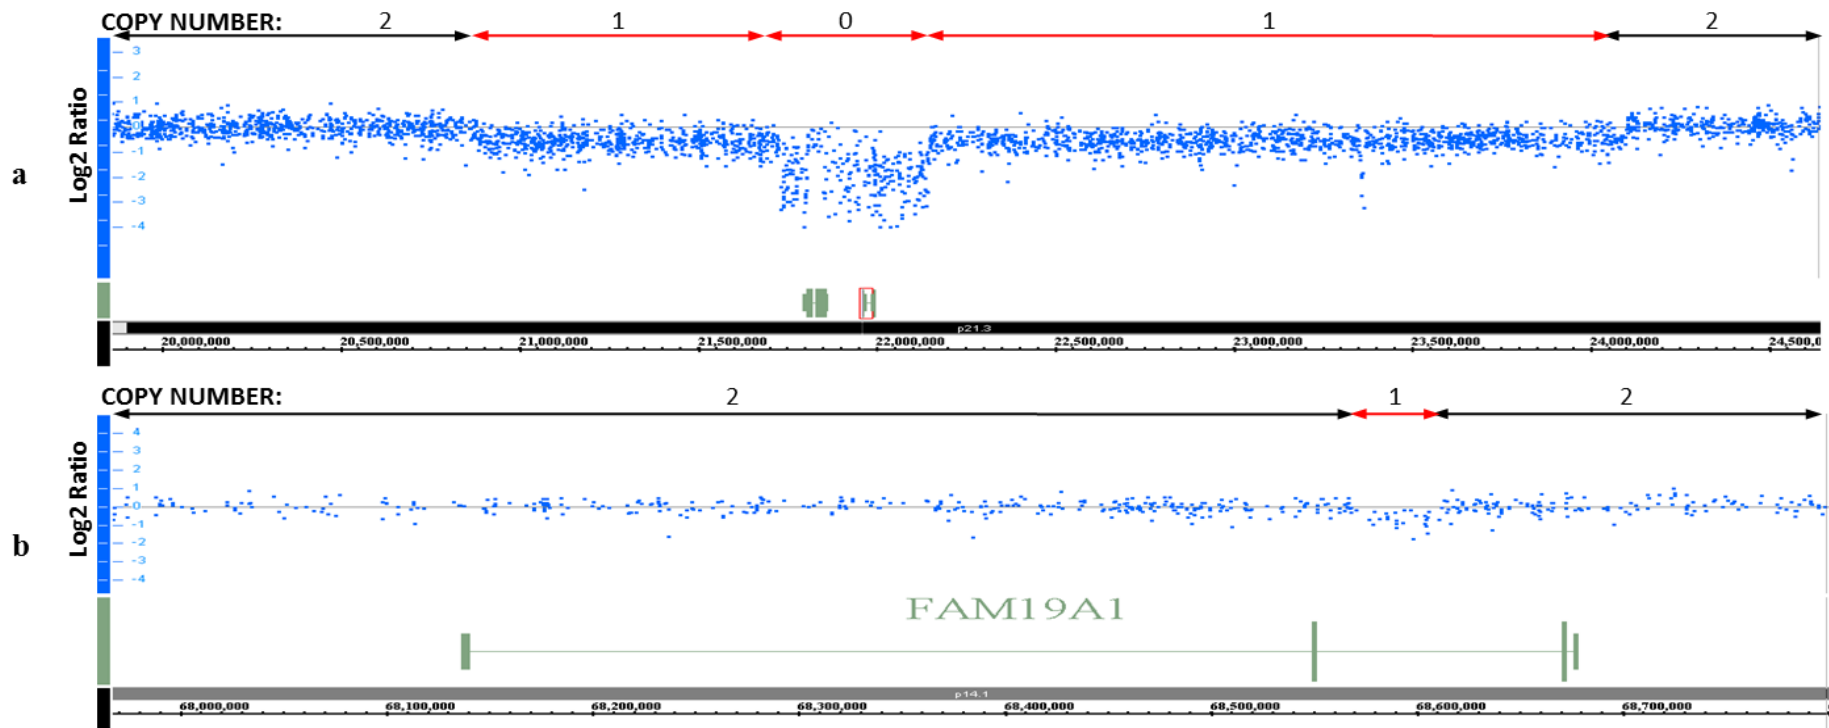 COPY NUMBER: 2 1 0 1 2
a
Log2 Ratio
3
2
1
0
-1
-2
-3
-4
p21.3
20,000,000 20,500,000 21,000,000 21,500,000 22,000,000 22,500,000 23,000,000 23,500,000 24,000,000 24,500,0
COPY NUMBER: 2 1 2
b
Log2 Ratio
4
3
2
1
0
-1
-2
-3
-4
FAM19A1
p14.1
68,000,000 68,100,000 68,200,000 68,300,000 68,400,000 68,500,000 68,600,000 68,700,000